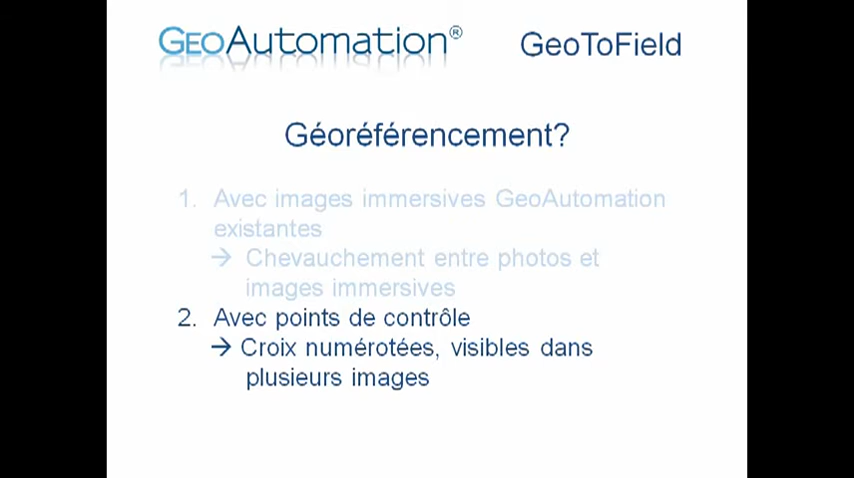 GEOAutomation® GeoToField
Géoréférencement?
1. Avec images immersives GeoAutomation
existantes
→ Chevauchement entre photos et
images immersives
2. Avec points de contrôle
→ Croix numérotées, visibles dans
plusieurs images